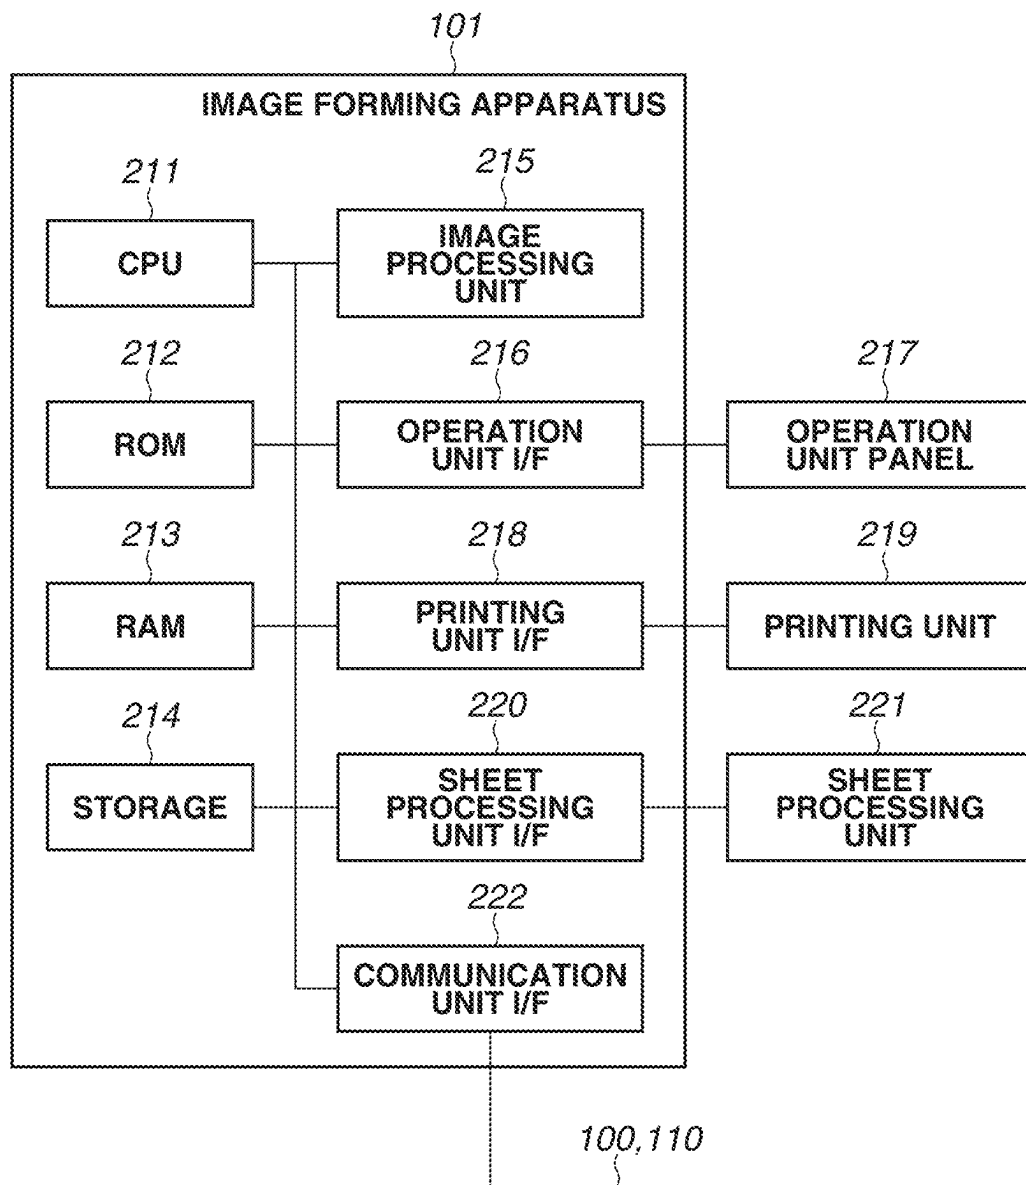 101
IMAGE FORMING APPARATUS
211
215
CPU
IMAGE
PROCESSING
UNIT
212
216
217
ROM
OPERATION
UNIT I/F
OPERATION
UNIT PANEL
213
218
219
RAM
PRINTING
UNIT I/F
PRINTING UNIT
214
220
221
STORAGE
SHEET
PROCESSING
UNIT I/F
SHEET
PROCESSING
UNIT
222
COMMUNICATION
UNIT I/F
100,110